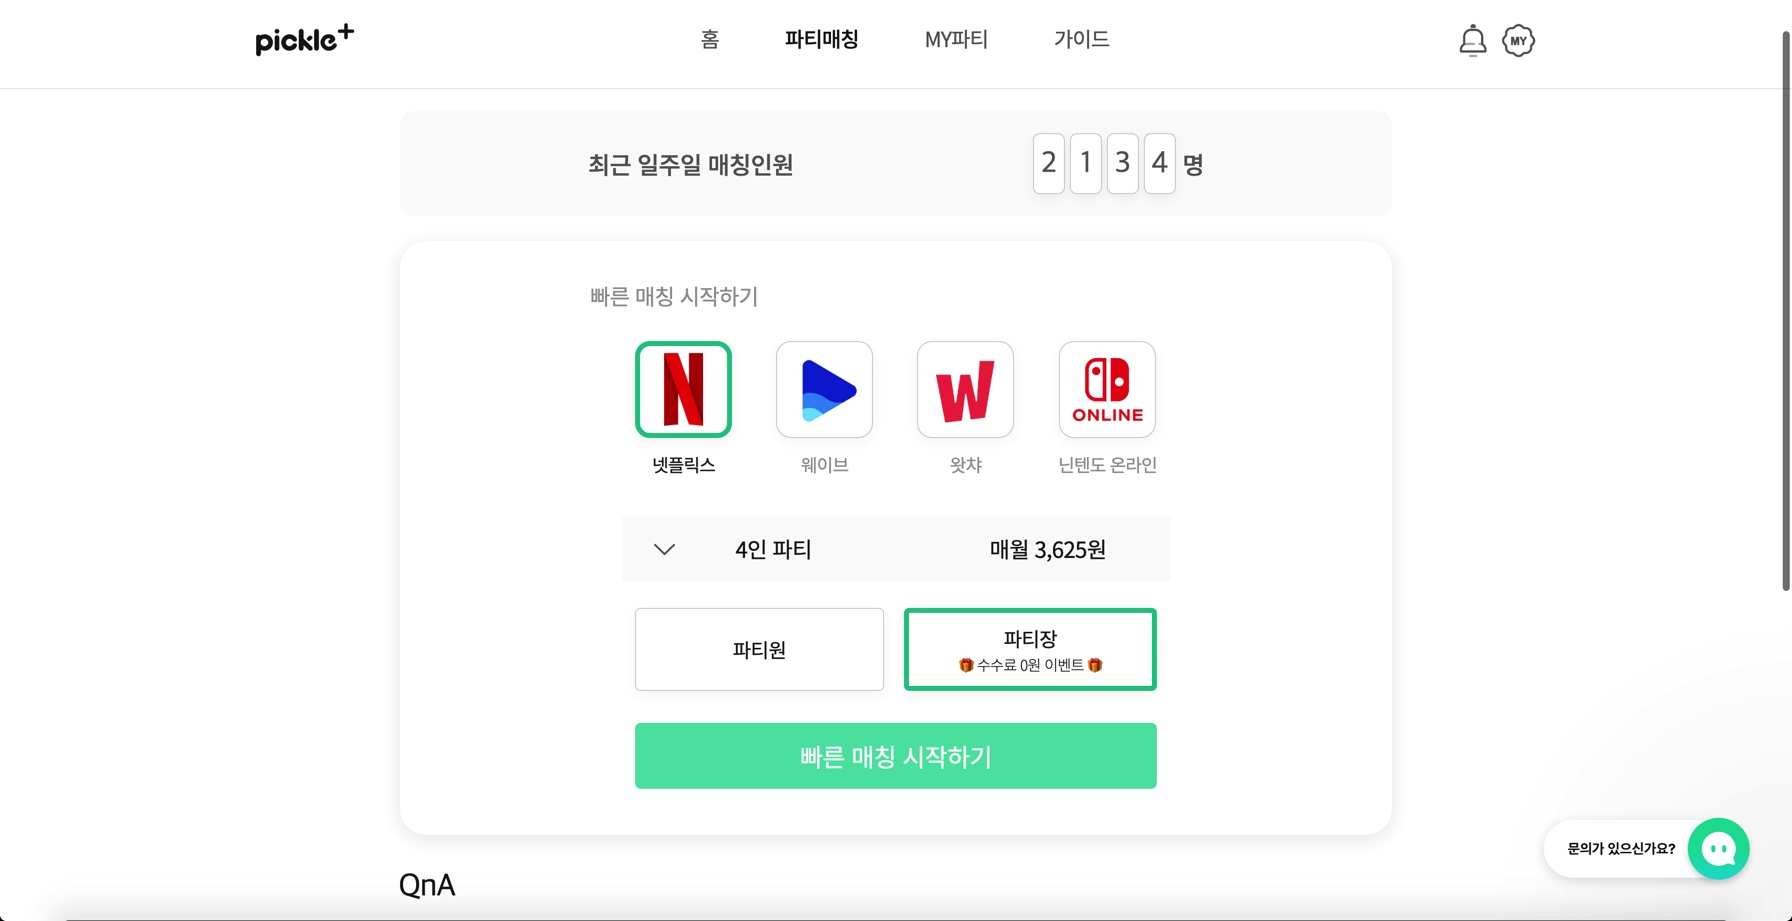 pickle+
홈 파티매칭 MY파티 가이드 MY
최근 일주일 매칭인원 2 1 3 4 명
빠른 매칭 시작하기
N W ONLINE
넷플릭스 웨이브 왓챠 닌텐도 온라인
4인 파티 매월 3,625원
파티원
파티장
🎁 수수료 0원 이벤트 🎁
빠른 매칭 시작하기
문의가 있으신가요?
QnA